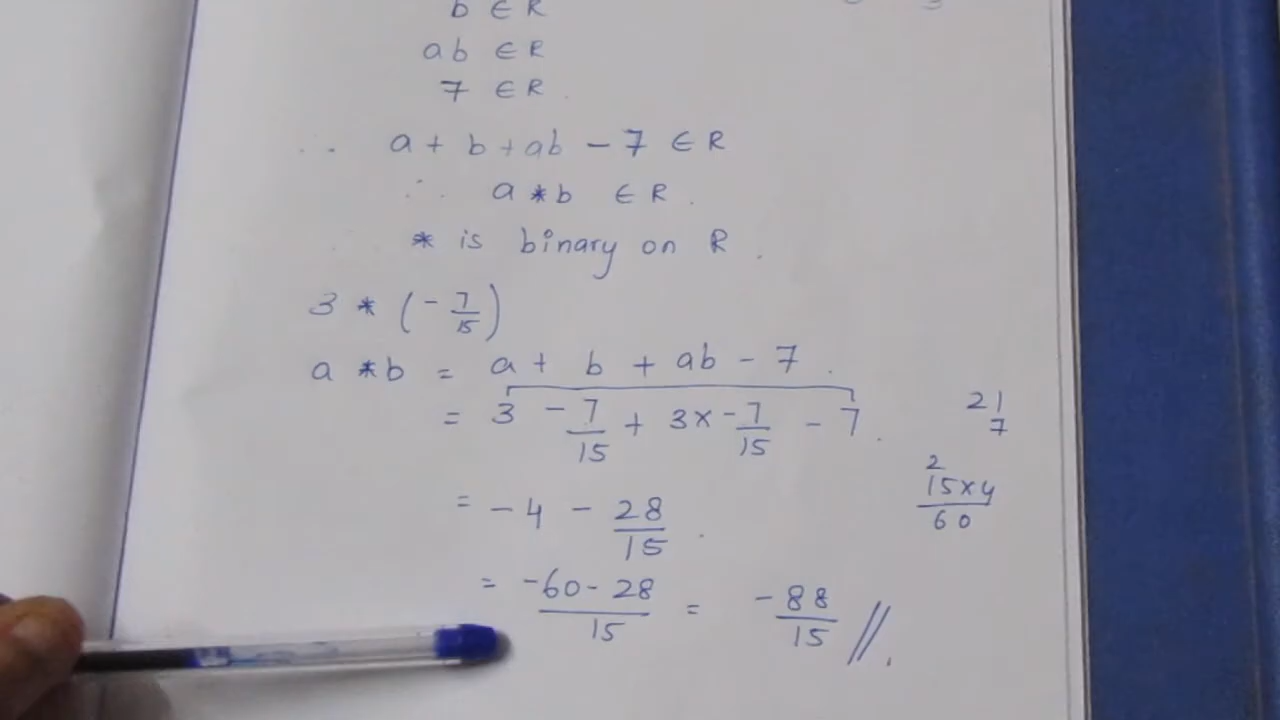 b ∈ R
ab ∈ R
7 ∈ R
∴ a + b + ab - 7 ∈ R
∴ a * b ∈ R.
* is binary on R.
3 * (- 7/15)
a * b = a + b + ab - 7.
= 3 - 7/15 + 3 x - 7/15 - 7.
= - 4 - 28/15.
= -60 - 28 / 15 = -88/15 //.
21
7
2
15 x 4
60